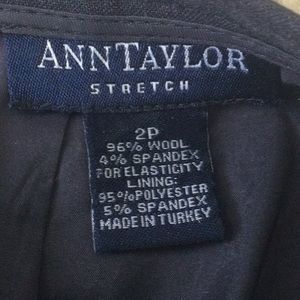 ANNTAYLOR
STRETCH
2P
96% WOOL
4% SPANDEX
FOR ELASTICITY
LINING:
95% POLYESTER
5% SPANDEX
MADE IN TURKEY